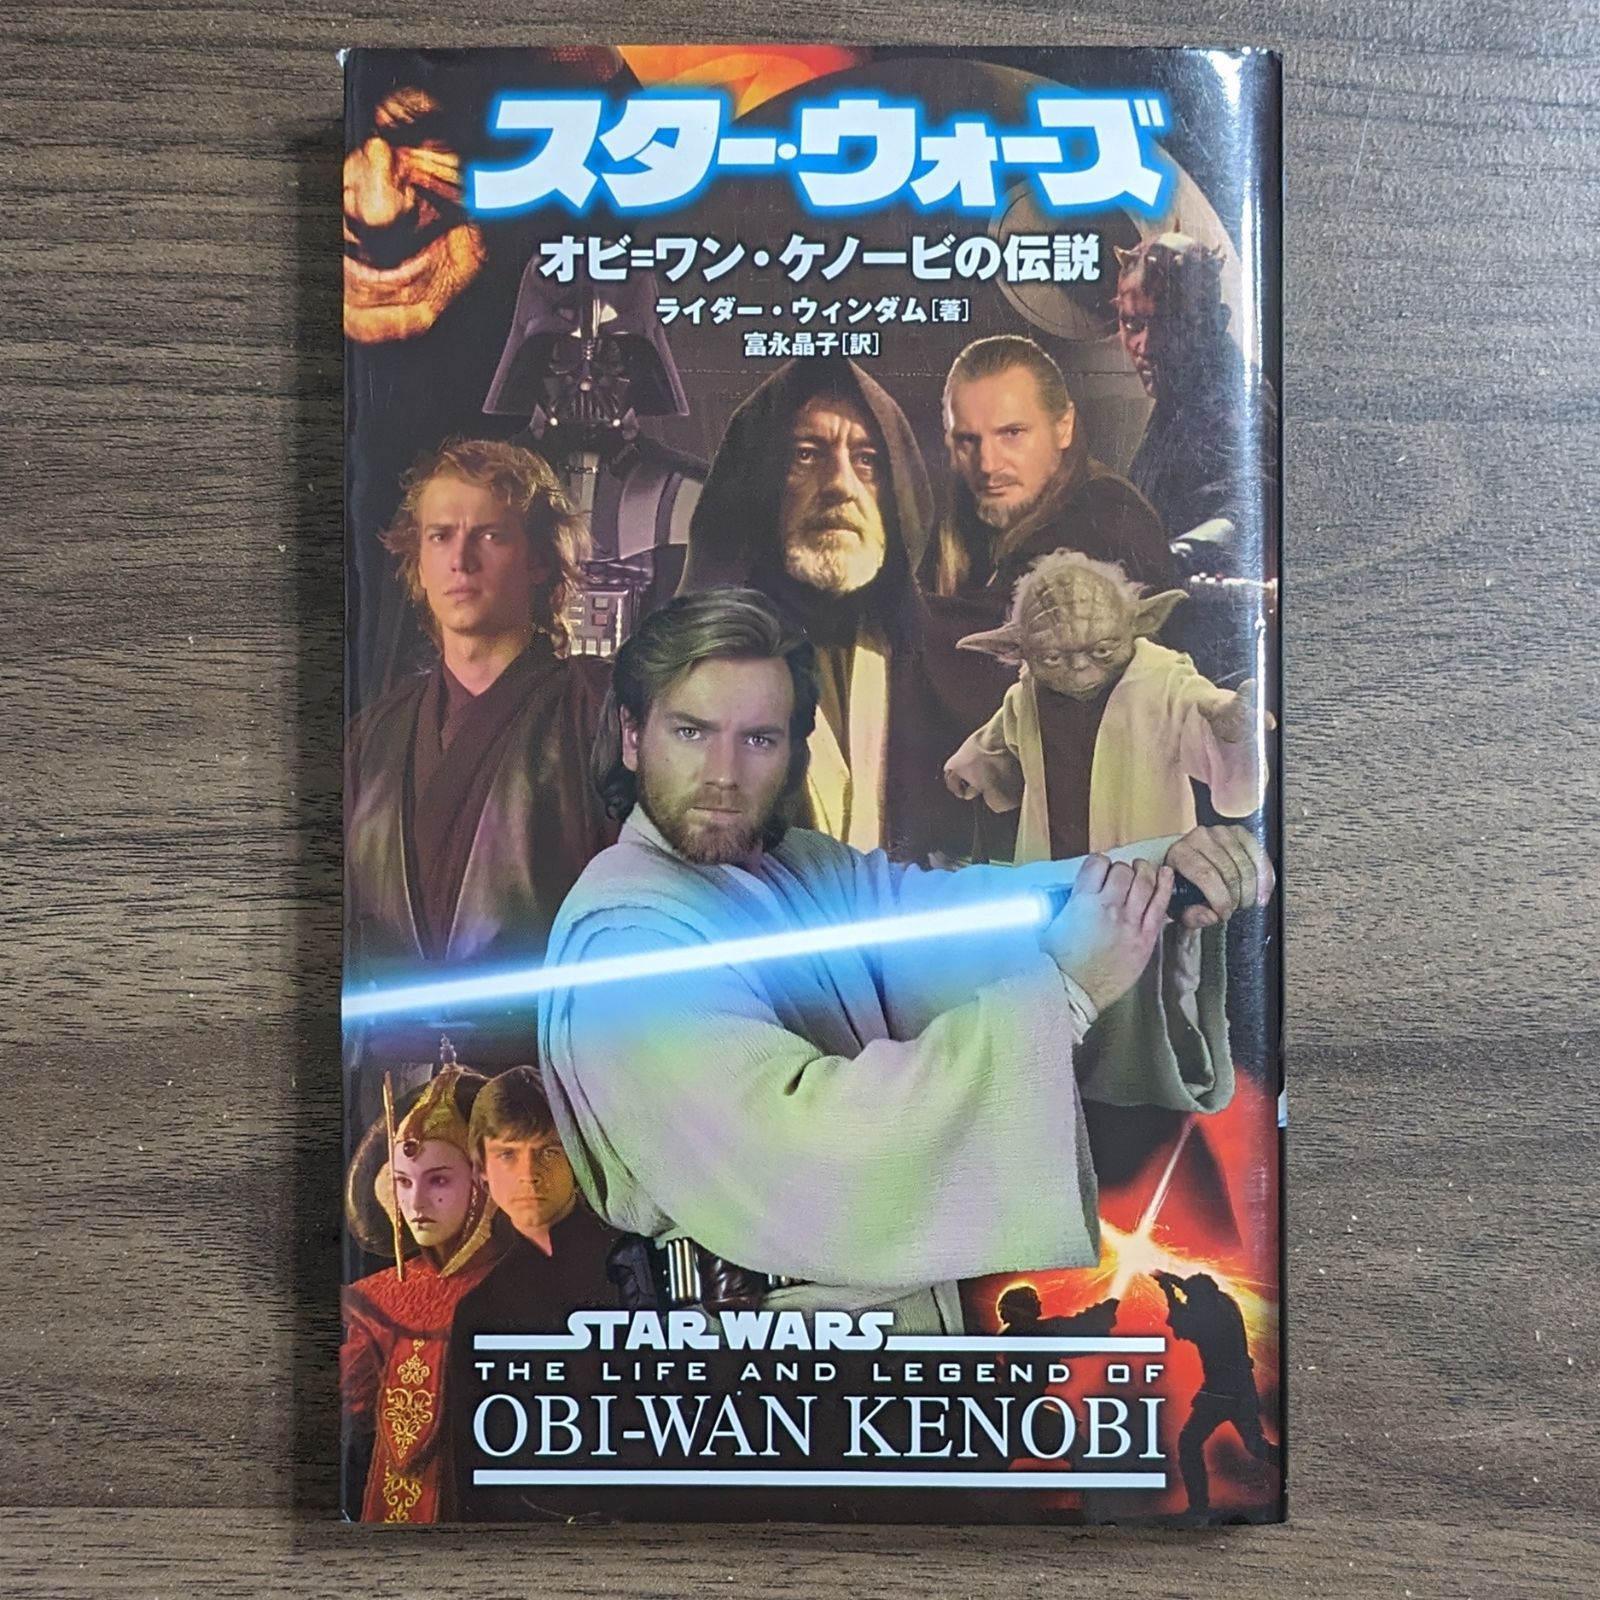 スター・ウォーズ
オビ=ワン・ケノービの伝説
ライダー・ウィンダム[著]
富永晶子[訳]
STAR WARS
THE LIFE AND LEGEND OF
OBI-WAN KENOBI